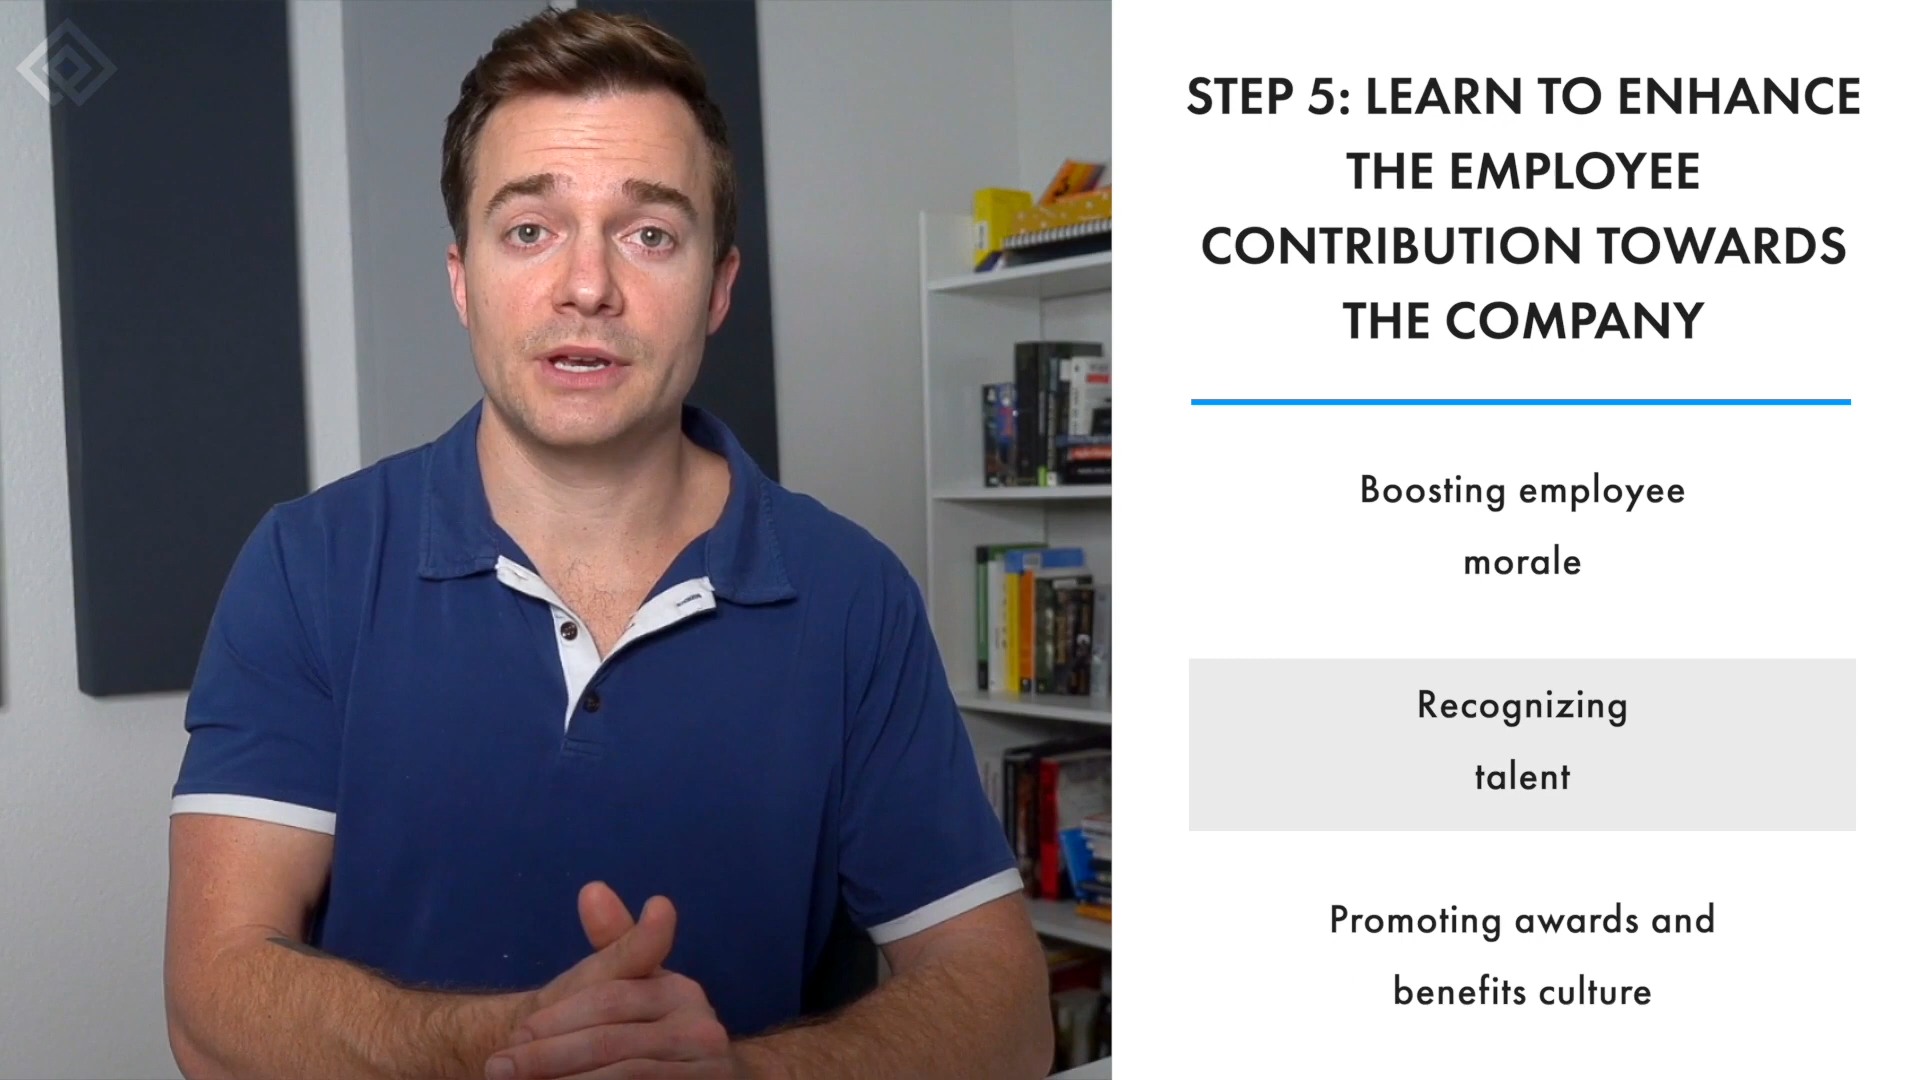 STEP 5: LEARN TO ENHANCE
THE EMPLOYEE
CONTRIBUTION TOWARDS
THE COMPANY
Boosting employee
morale
Recognizing
talent
Promoting awards and
benefits culture